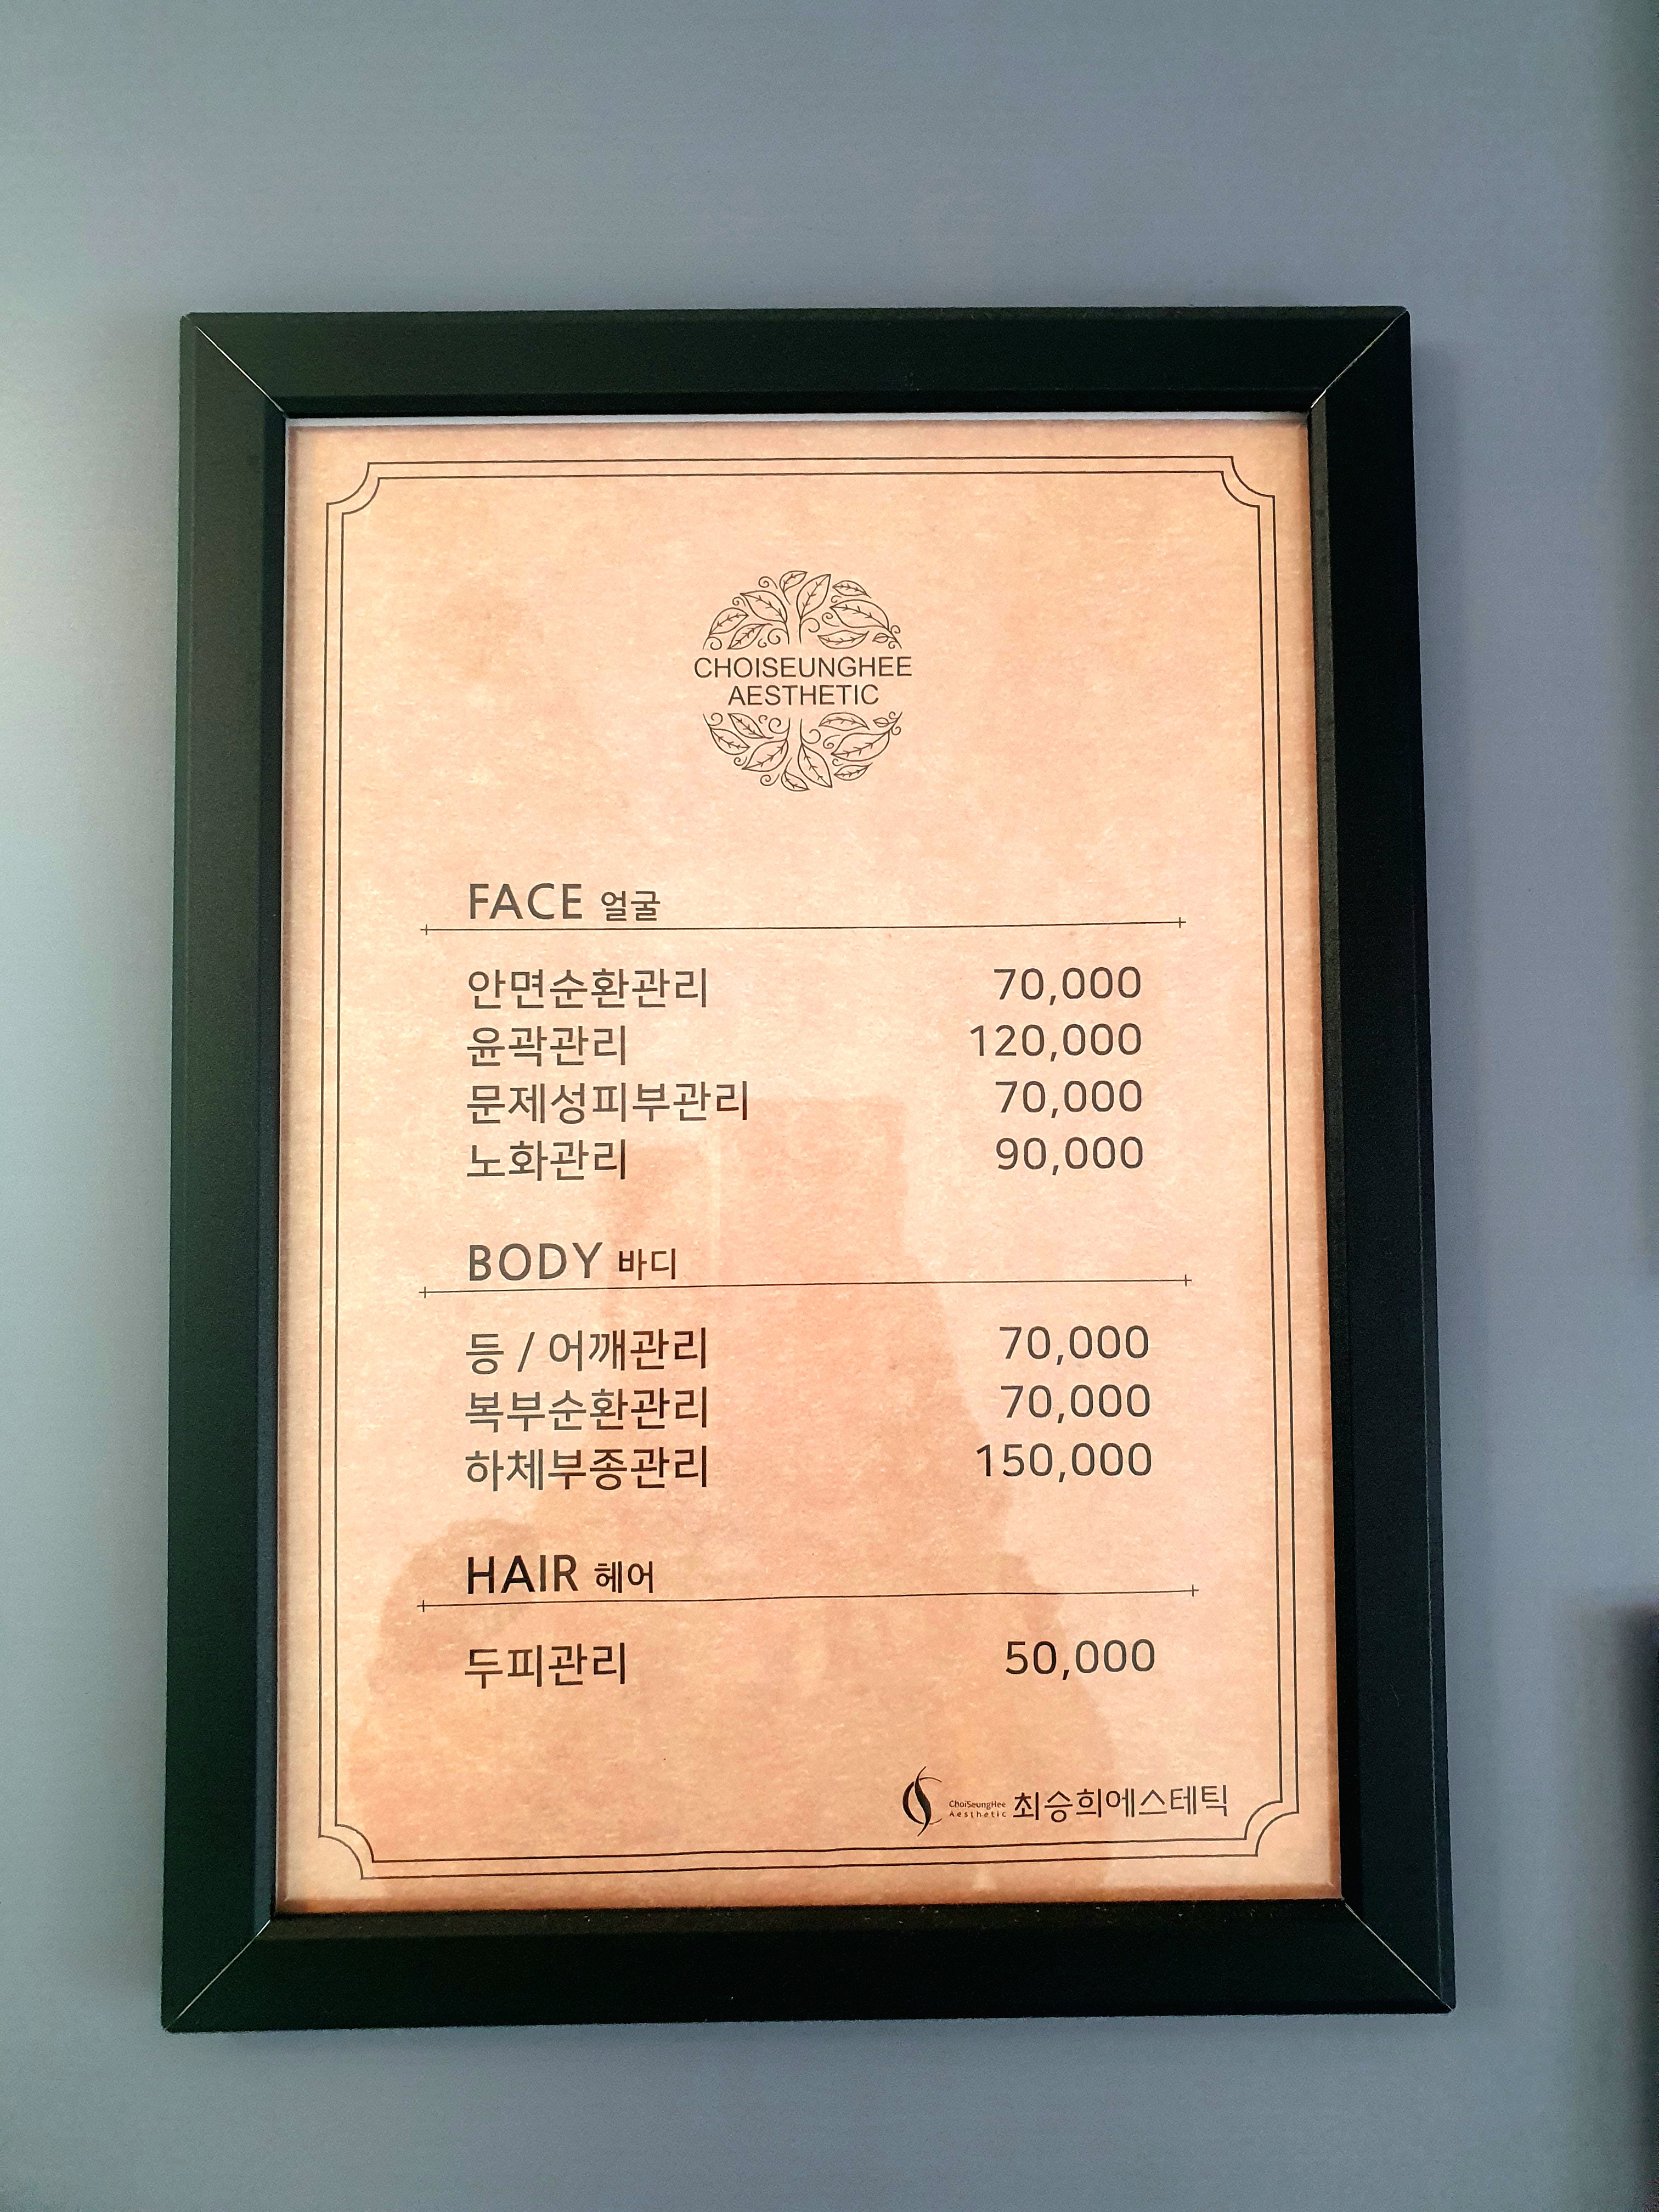 CHOISEUNGHEE
AESTHETIC
FACE 얼굴
안면순환관리 70,000
윤곽관리 120,000
문제성피부관리 70,000
노화관리 90,000
BODY 바디
등 / 어깨관리 70,000
복부순환관리 70,000
하체부종관리 150,000
HAIR 헤어
두피관리 50,000
ChoiSeungHee
Aesthetic
최승희에스테틱